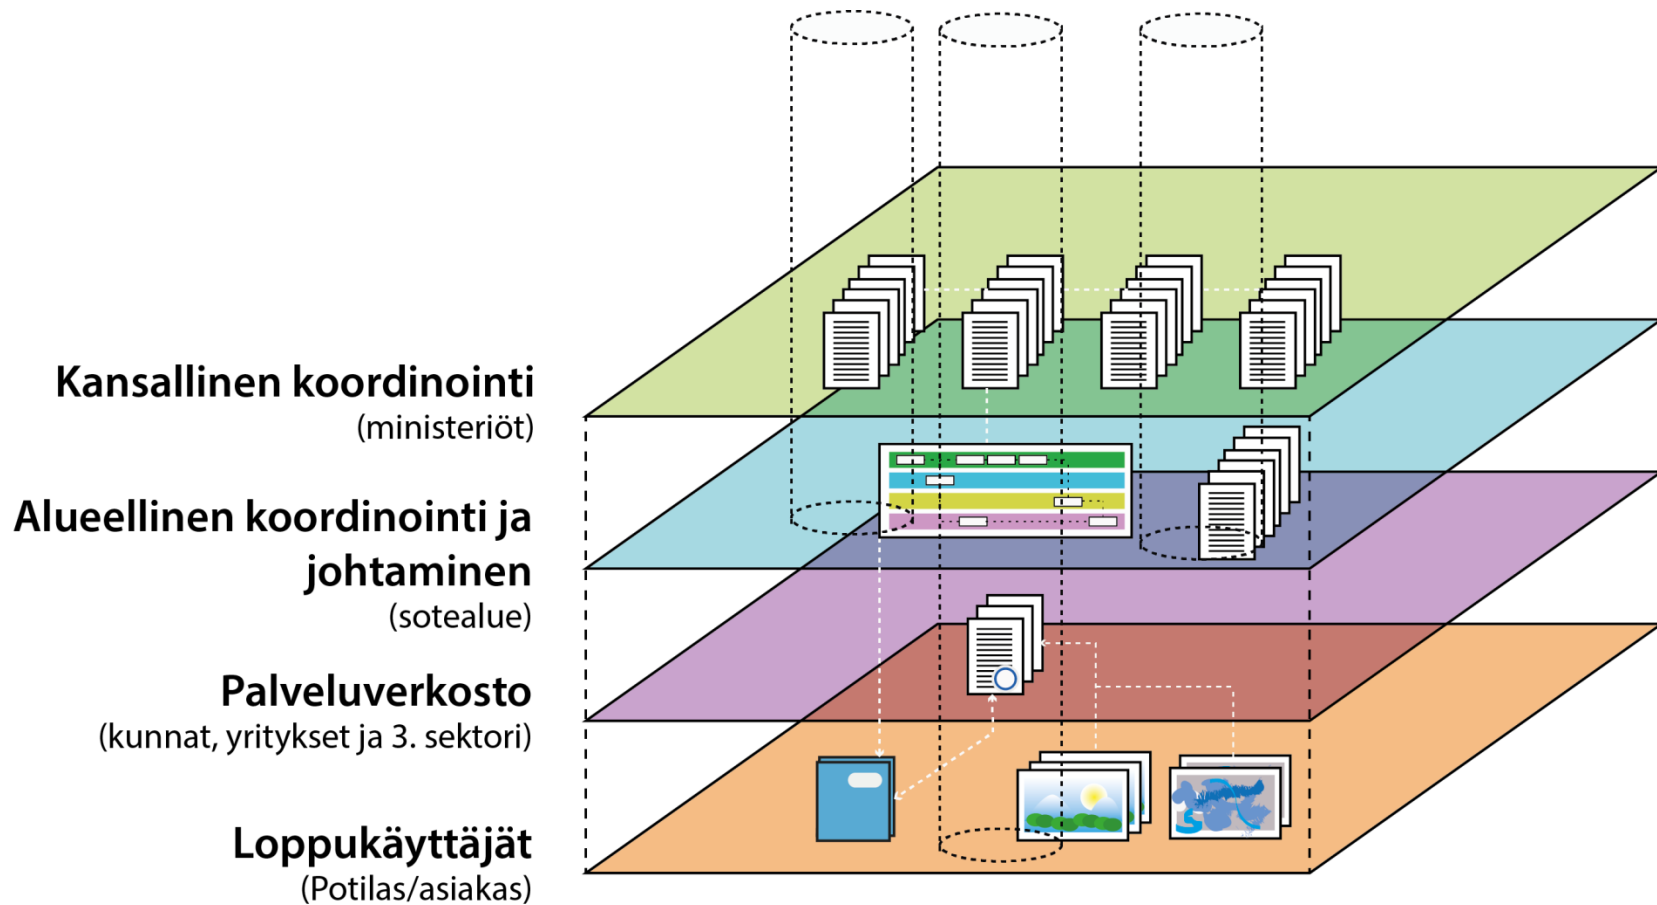 Kansallinen koordinointi
(ministeriöt)
Alueellinen koordinointi ja
johtaminen
(sotealue)
Palveluverkosto
(kunnat, yritykset ja 3. sektori)
Loppukäyttäjät
(Potilas/asiakas)